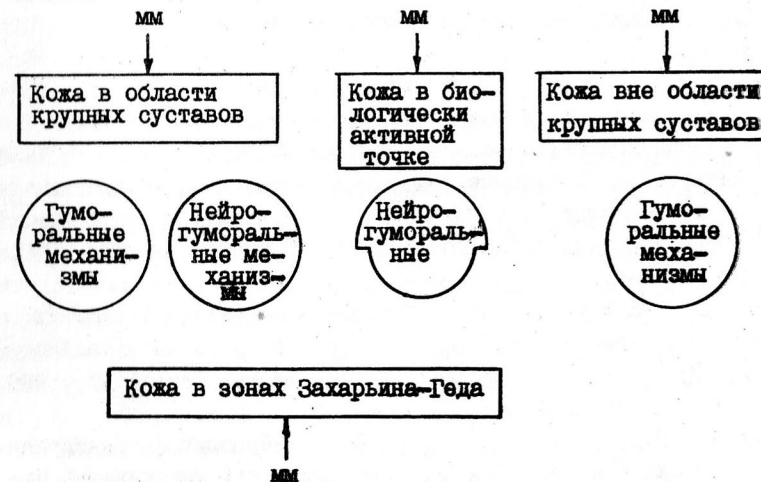 мм
мм
мм
Кожа в области
крупных суставов
Кожа в био-
логически
активной
точке
Кожа вне области
крупных суставов
Гумо-
ральные
механи-
змы
Нейро-
гумораль-
ные ме-
ханиз-
мы
Нейро-
гумораль-
ные
Гумо-
ральные
меха-
низмы
Кожа в зонах Захарьина-Геда
мм